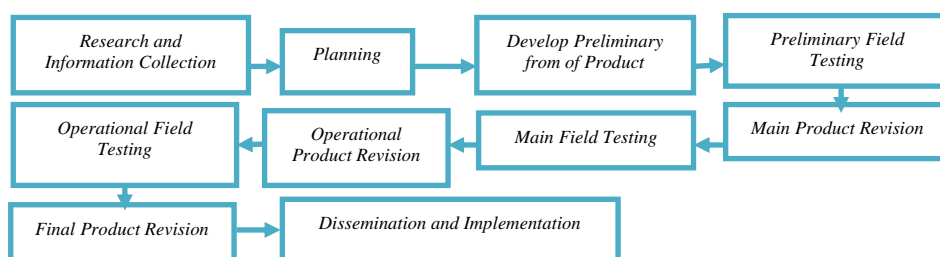 Research and
Information Collection
Planning
Develop Preliminary
from of Product
Preliminary Field
Testing
Main Product Revision
Main Field Testing
Operational
Product Revision
Operational Field
Testing
Final Product Revision
Dissemination and Implementation